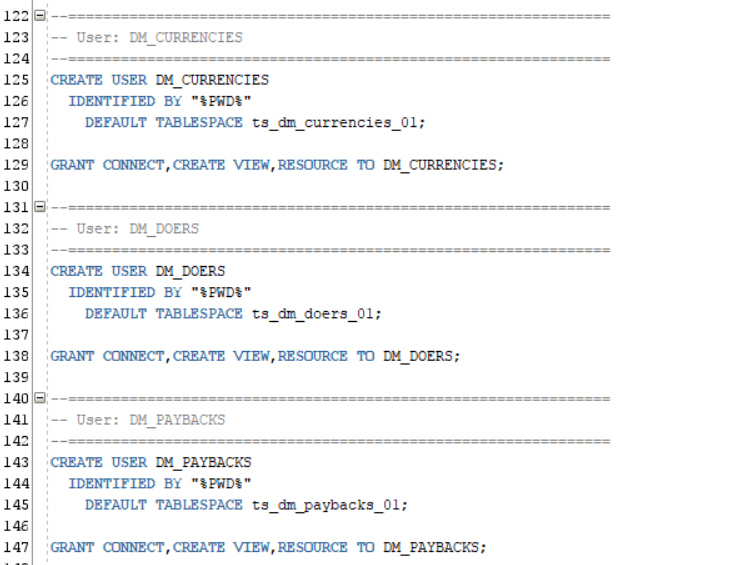 122 --==============================================================
123 -- User: DM_CURRENCIES
124 --==============================================================
125 CREATE USER DM_CURRENCIES
126   IDENTIFIED BY "%PWD%"
127     DEFAULT TABLESPACE ts_dm_currencies_01;
128
129 GRANT CONNECT,CREATE VIEW,RESOURCE TO DM_CURRENCIES;
130
131 --==============================================================
132 -- User: DM_DOERS
133 --==============================================================
134 CREATE USER DM_DOERS
135   IDENTIFIED BY "%PWD%"
136     DEFAULT TABLESPACE ts_dm_doers_01;
137
138 GRANT CONNECT,CREATE VIEW,RESOURCE TO DM_DOERS;
139
140 --==============================================================
141 -- User: DM_PAYBACKS
142 --==============================================================
143 CREATE USER DM_PAYBACKS
144   IDENTIFIED BY "%PWD%"
145     DEFAULT TABLESPACE ts_dm_paybacks_01;
146
147 GRANT CONNECT,CREATE VIEW,RESOURCE TO DM_PAYBACKS;